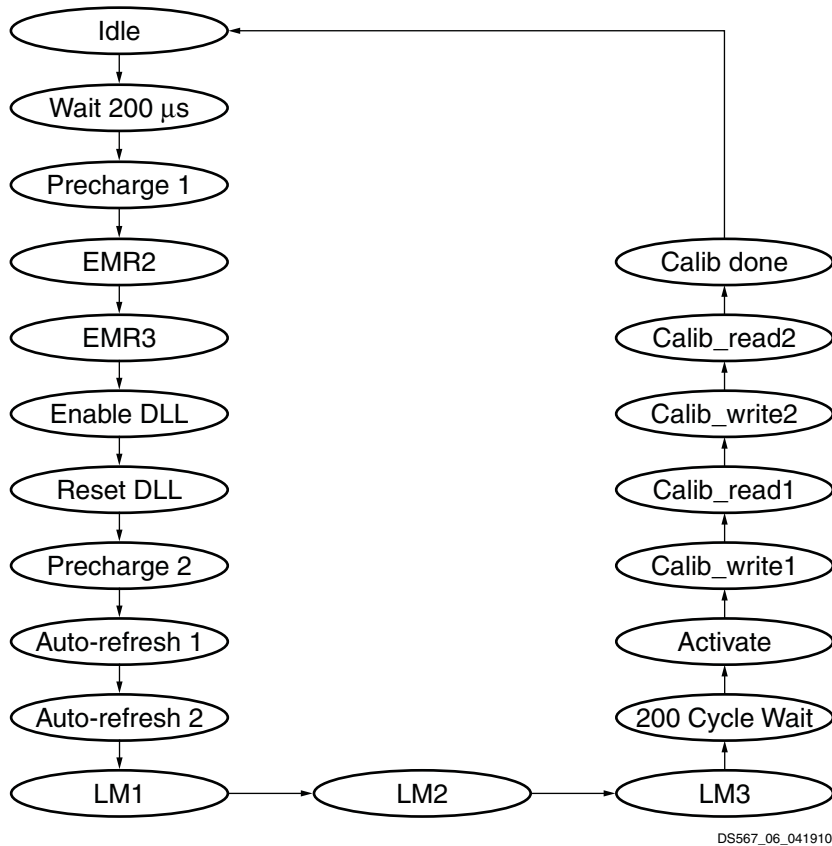 Idle
Wait 200 μs
Precharge 1
EMR2
EMR3
Enable DLL
Reset DLL
Precharge 2
Auto-refresh 1
Auto-refresh 2
LM1
LM2
LM3
200 Cycle Wait
Activate
Calib_write1
Calib_read1
Calib_write2
Calib_read2
Calib done
DS567_06_041910